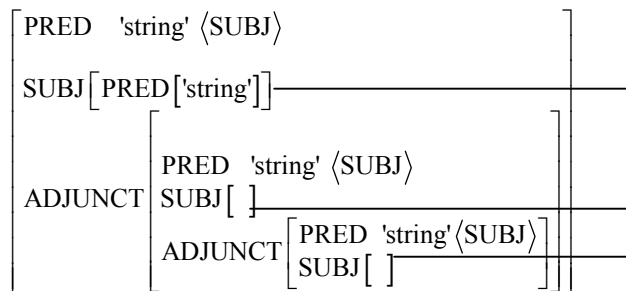 PRED 'string' ⟨SUBJ⟩
SUBJ[PRED['string']]
PRED 'string' ⟨SUBJ⟩
ADJUNCT SUBJ[ ]
ADJUNCT[PRED 'string'⟨SUBJ⟩
SUBJ[ ]]